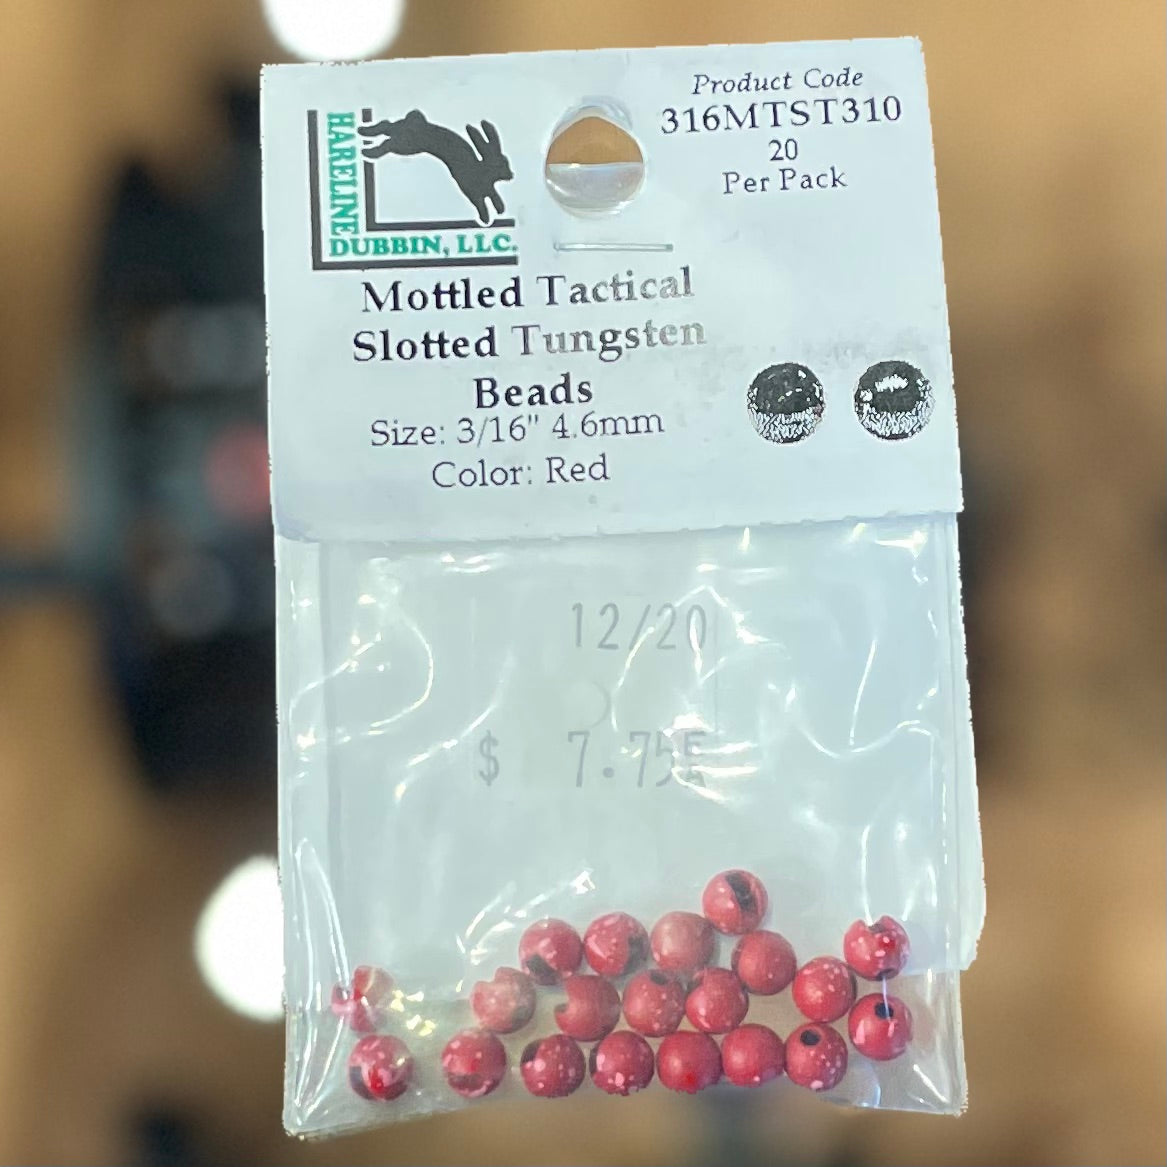 HARELINE
DUBBIN, LLC.
Product Code
316MTST310
20
Per Pack
Mottled Tactical
Slotted Tungsten
Beads
Size: 3/16" 4.6mm
Color: Red
12/20
$ 7.75E